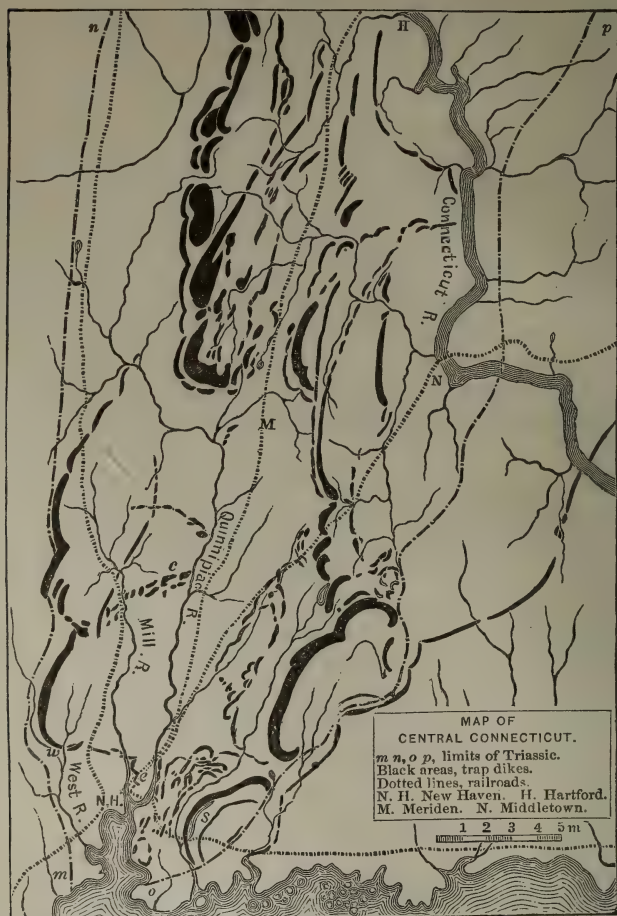 n
H
p
Connecticut R.
N
M
Quinnipiac R
c
Mill R.
w
West R.
N.H.
e
S
m
o
MAP OF
CENTRAL CONNECTICUT.
m n, o p, limits of Triassic.
Black areas, trap dikes.
Dotted lines, railroads.
N. H. New Haven. H. Hartford.
M. Meriden. N. Middletown.
1 2 3 4 5 m